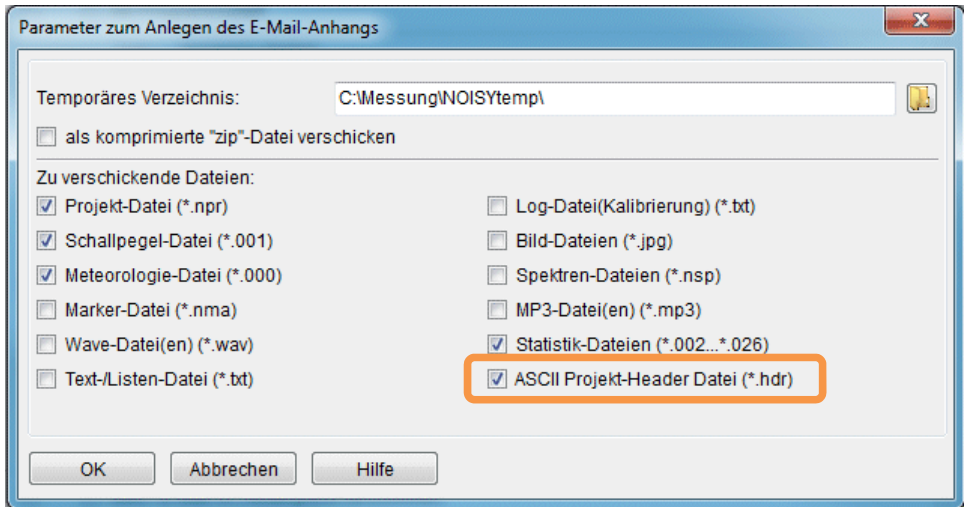 Parameter zum Anlegen des E-Mail-Anhangs
Temporäres Verzeichnis: C:\Messung\NOISYtemp\
als komprimierte "zip"-Datei verschicken
Zu verschickende Dateien:
Projekt-Datei (*.npr)
Schallpegel-Datei (*.001)
Meteorologie-Datei (*.000)
Marker-Datei (*.nma)
Wave-Datei(en) (*.wav)
Text-/Listen-Datei (*.txt)
Log-Datei(Kalibrierung) (*.txt)
Bild-Dateien (*.jpg)
Spektren-Dateien (*.nsp)
MP3-Datei(en) (*.mp3)
Statistik-Dateien (*.002...*.026)
ASCII Projekt-Header Datei (*.hdr)
OK Abbrechen Hilfe